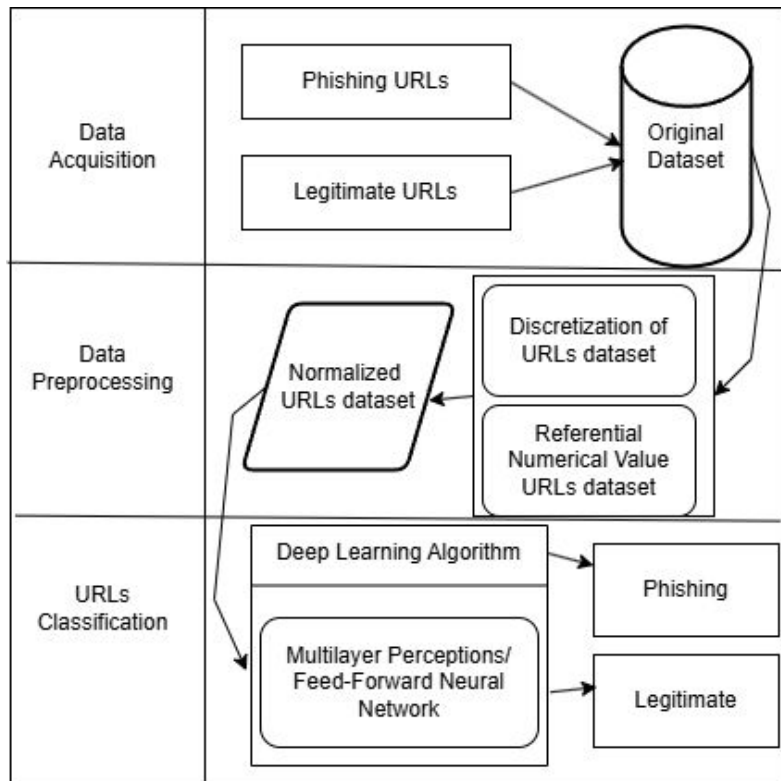 Data
Acquisition
Phishing URLs
Legitimate URLs
Original
Dataset
Data
Preprocessing
Normalized
URLs dataset
Discretization of
URLs dataset
Referential
Numerical Value
URLs dataset
URLs
Classification
Deep Learning Algorithm
Multilayer Perceptions/
Feed-Forward Neural
Network
Phishing
Legitimate